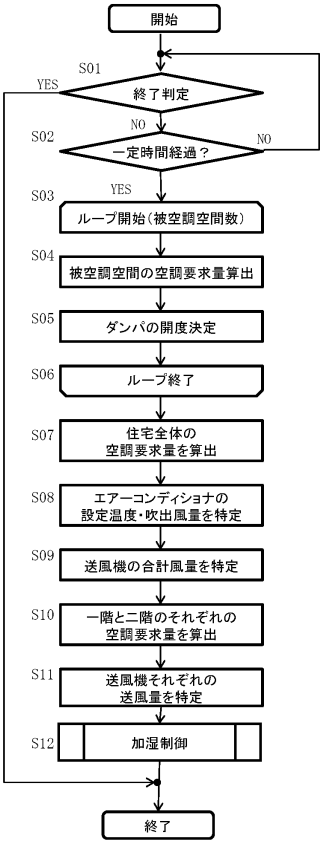 開始
S01
YES
終了判定
NO
S02
一定時間経過？
NO
YES
S03
ループ開始（被空調空間数）
S04
被空調空間の空調要求量算出
S05
ダンパの開度決定
S06
ループ終了
S07
住宅全体の
空調要求量を算出
S08
エアーコンディショナの
設定温度・吹出風量を特定
S09
送風機の合計風量を特定
S10
一階と二階のそれぞれの
空調要求量を算出
S11
送風機それぞれの
送風量を特定
S12
加湿制御
終了